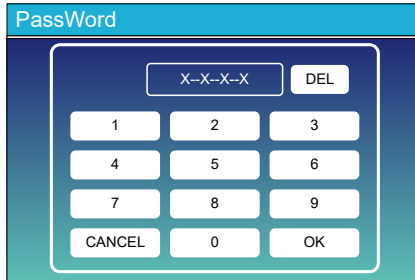 PassWord
X--X--X--X DEL
1 2 3
4 5 6
7 8 9
CANCEL 0 OK